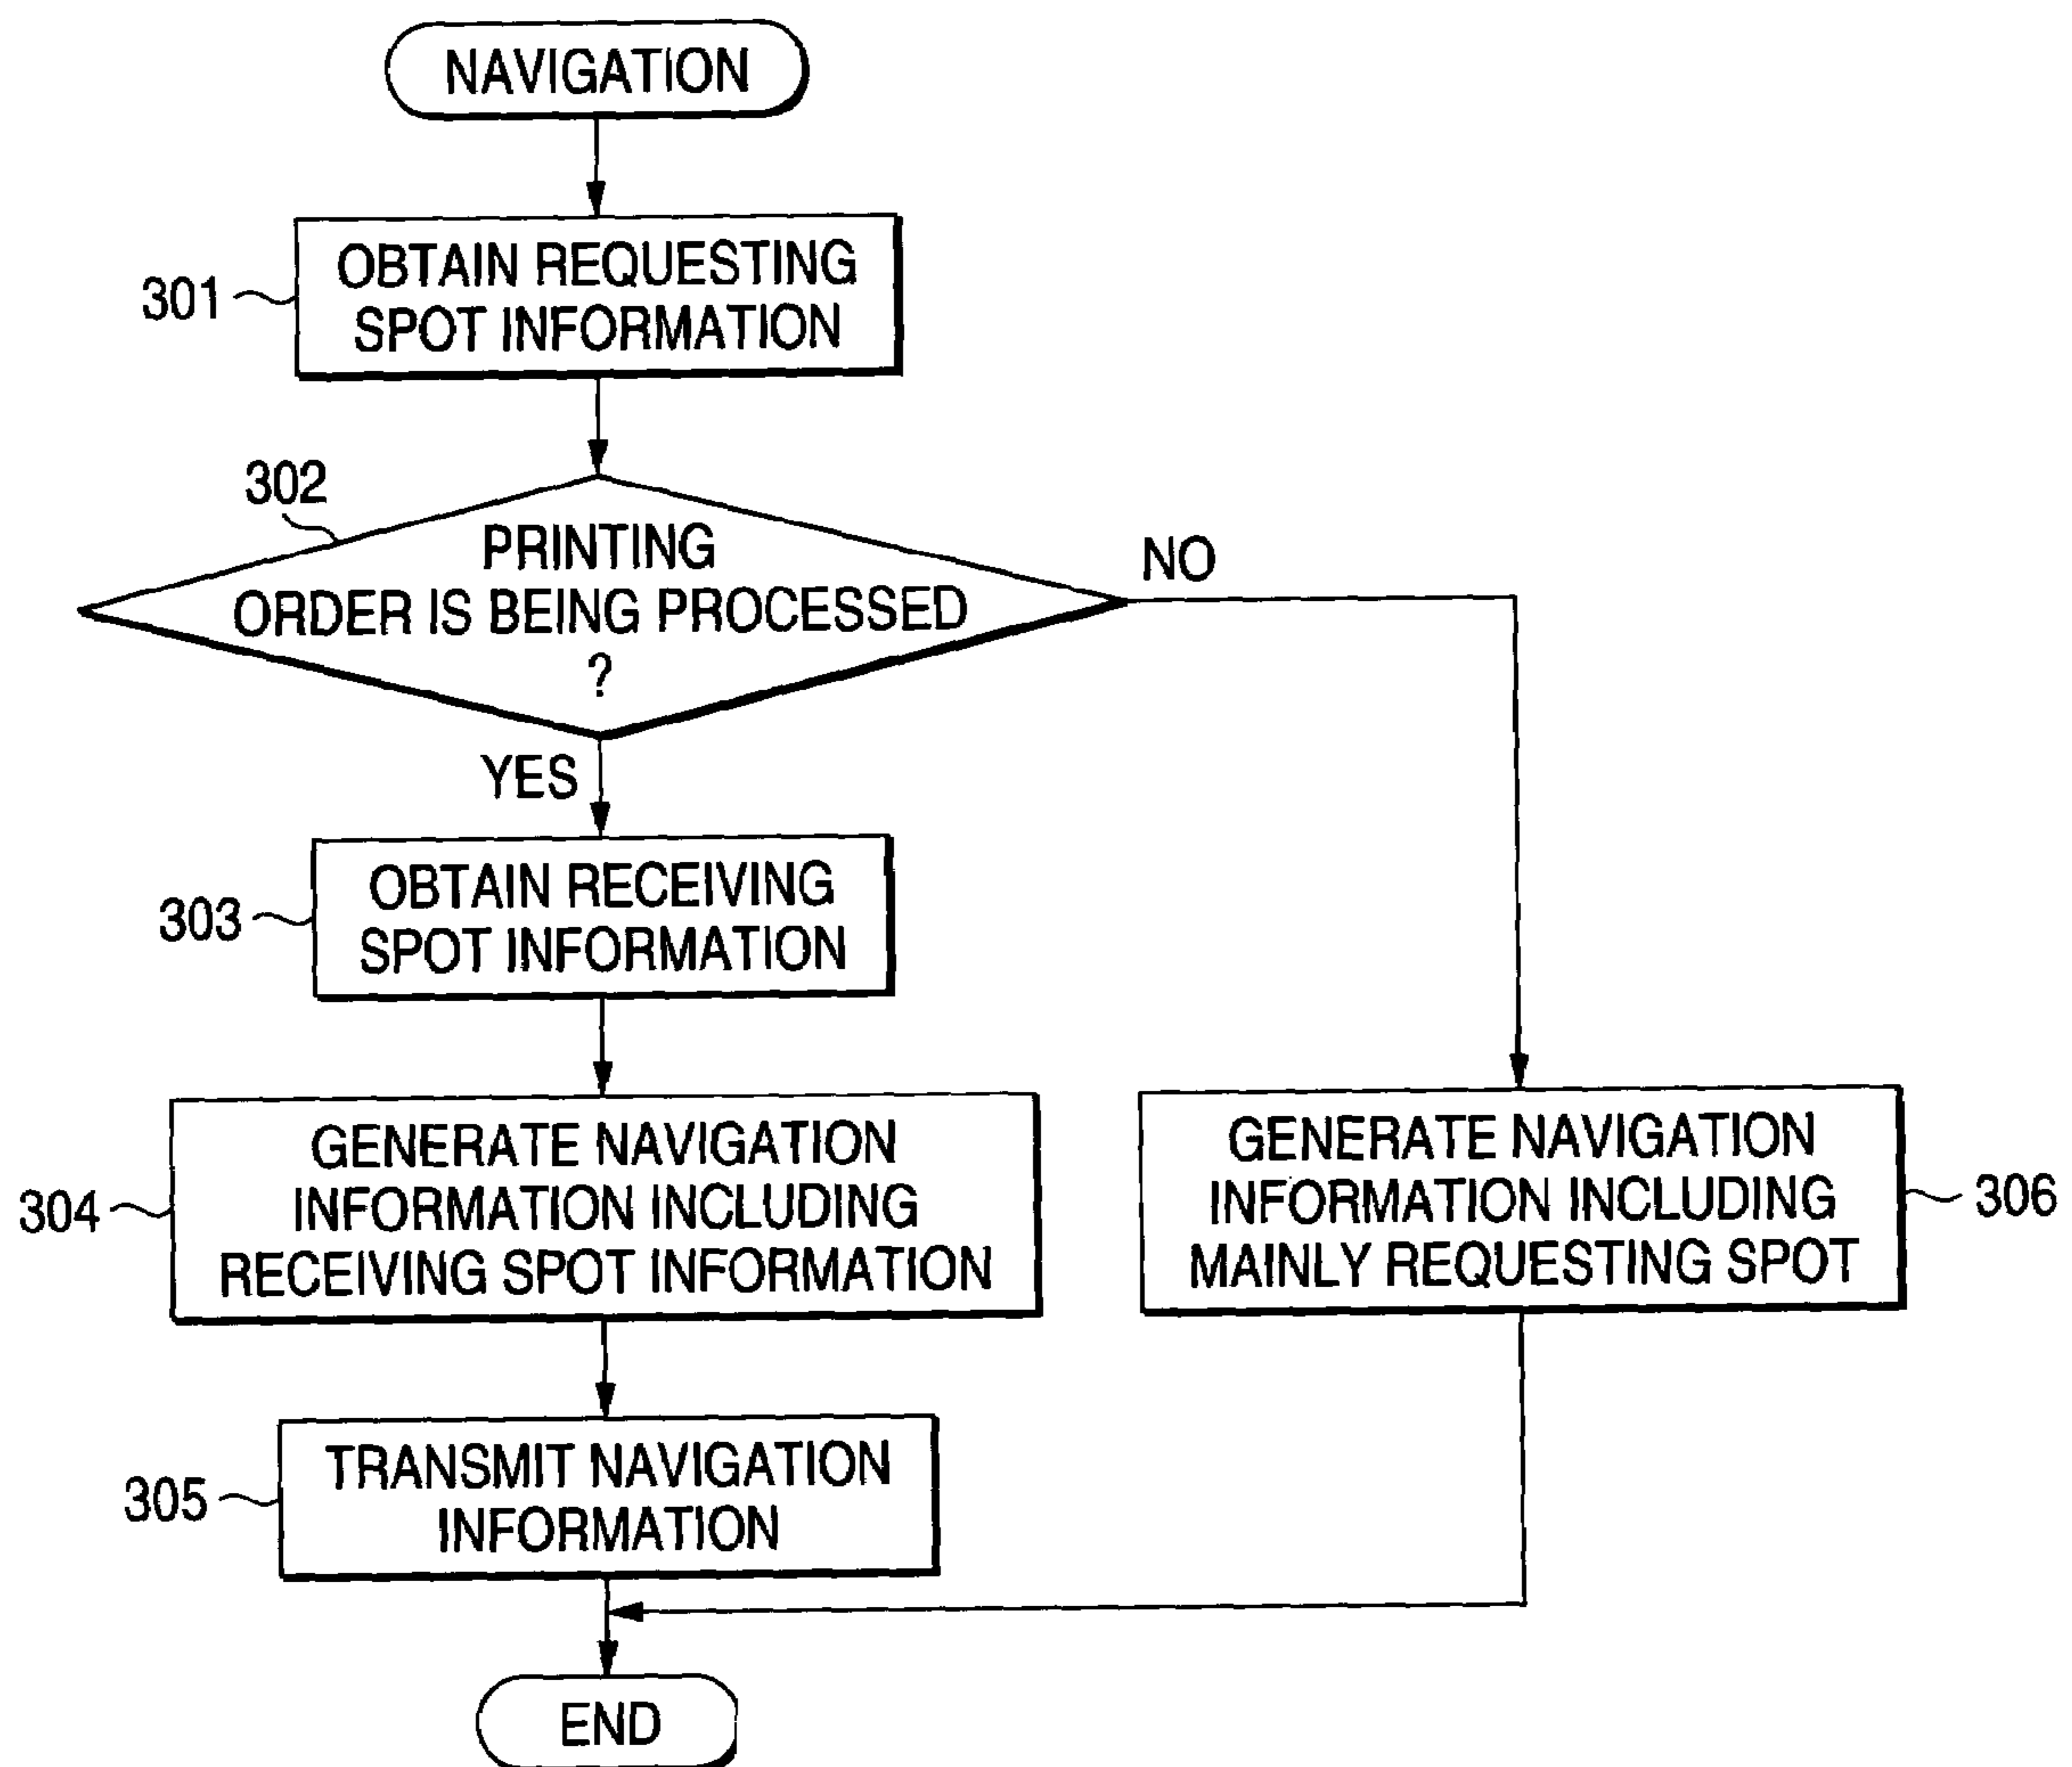 NAVIGATION
301
OBTAIN REQUESTING
SPOT INFORMATION
302
PRINTING
ORDER IS BEING PROCESSED
?
NO
YES
303
OBTAIN RECEIVING
SPOT INFORMATION
304
GENERATE NAVIGATION
INFORMATION INCLUDING
RECEIVING SPOT INFORMATION
GENERATE NAVIGATION
INFORMATION INCLUDING
MAINLY REQUESTING SPOT
306
305
TRANSMIT NAVIGATION
INFORMATION
END